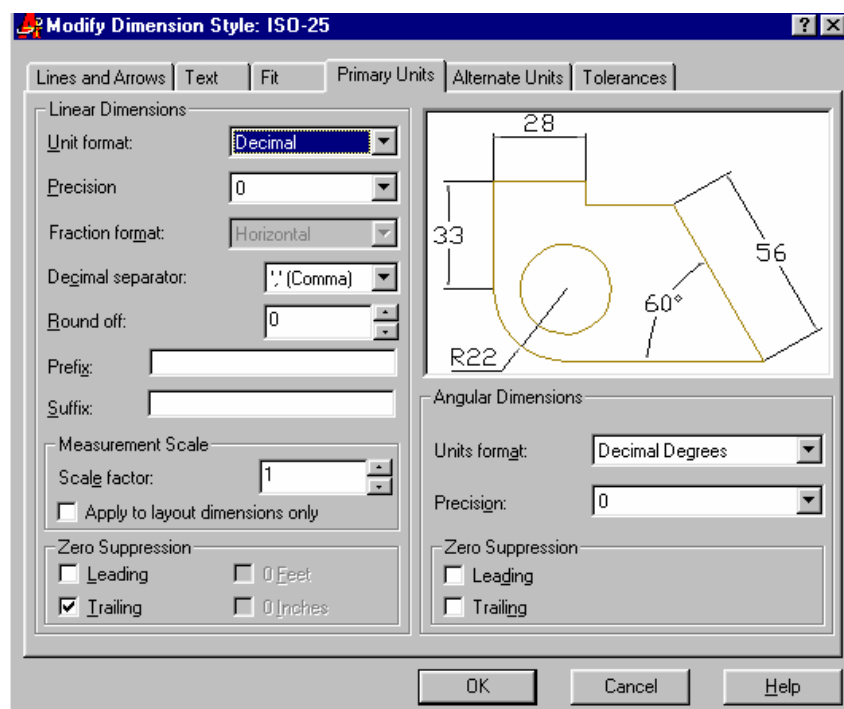 Modify Dimension Style: ISO-25
Lines and Arrows Text Fit Primary Units Alternate Units Tolerances
Linear Dimensions
Unit format: Decimal
Precision 0
Fraction format: Horizontal
Decimal separator: ',' (Comma)
Round off: 0
Prefix:
Suffix:
Measurement Scale
Scale factor: 1
Apply to layout dimensions only
Zero Suppression
Leading 0 Feet
Trailing 0 Inches
28
33
56
60°
R22
Angular Dimensions
Units format: Decimal Degrees
Precision: 0
Zero Suppression
Leading
Trailing
OK Cancel Help